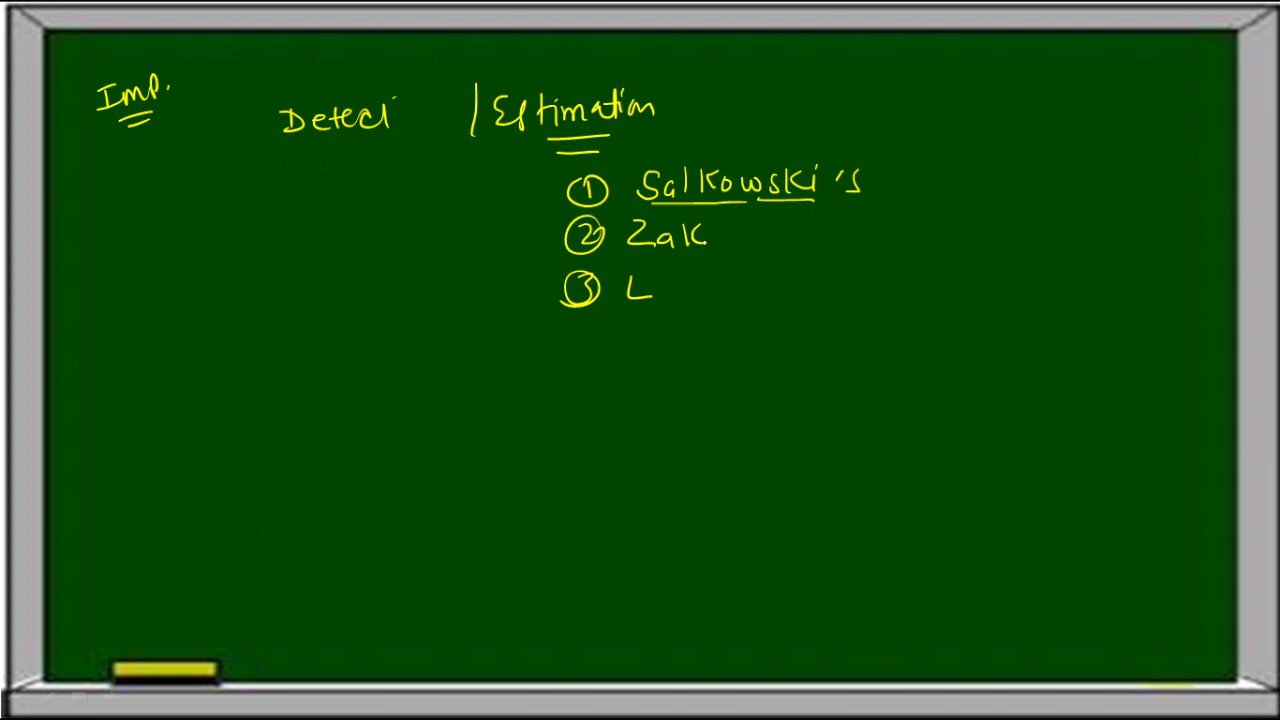 Imp.
Detect / Estimation
① Salkowski's
② Zak
③ L